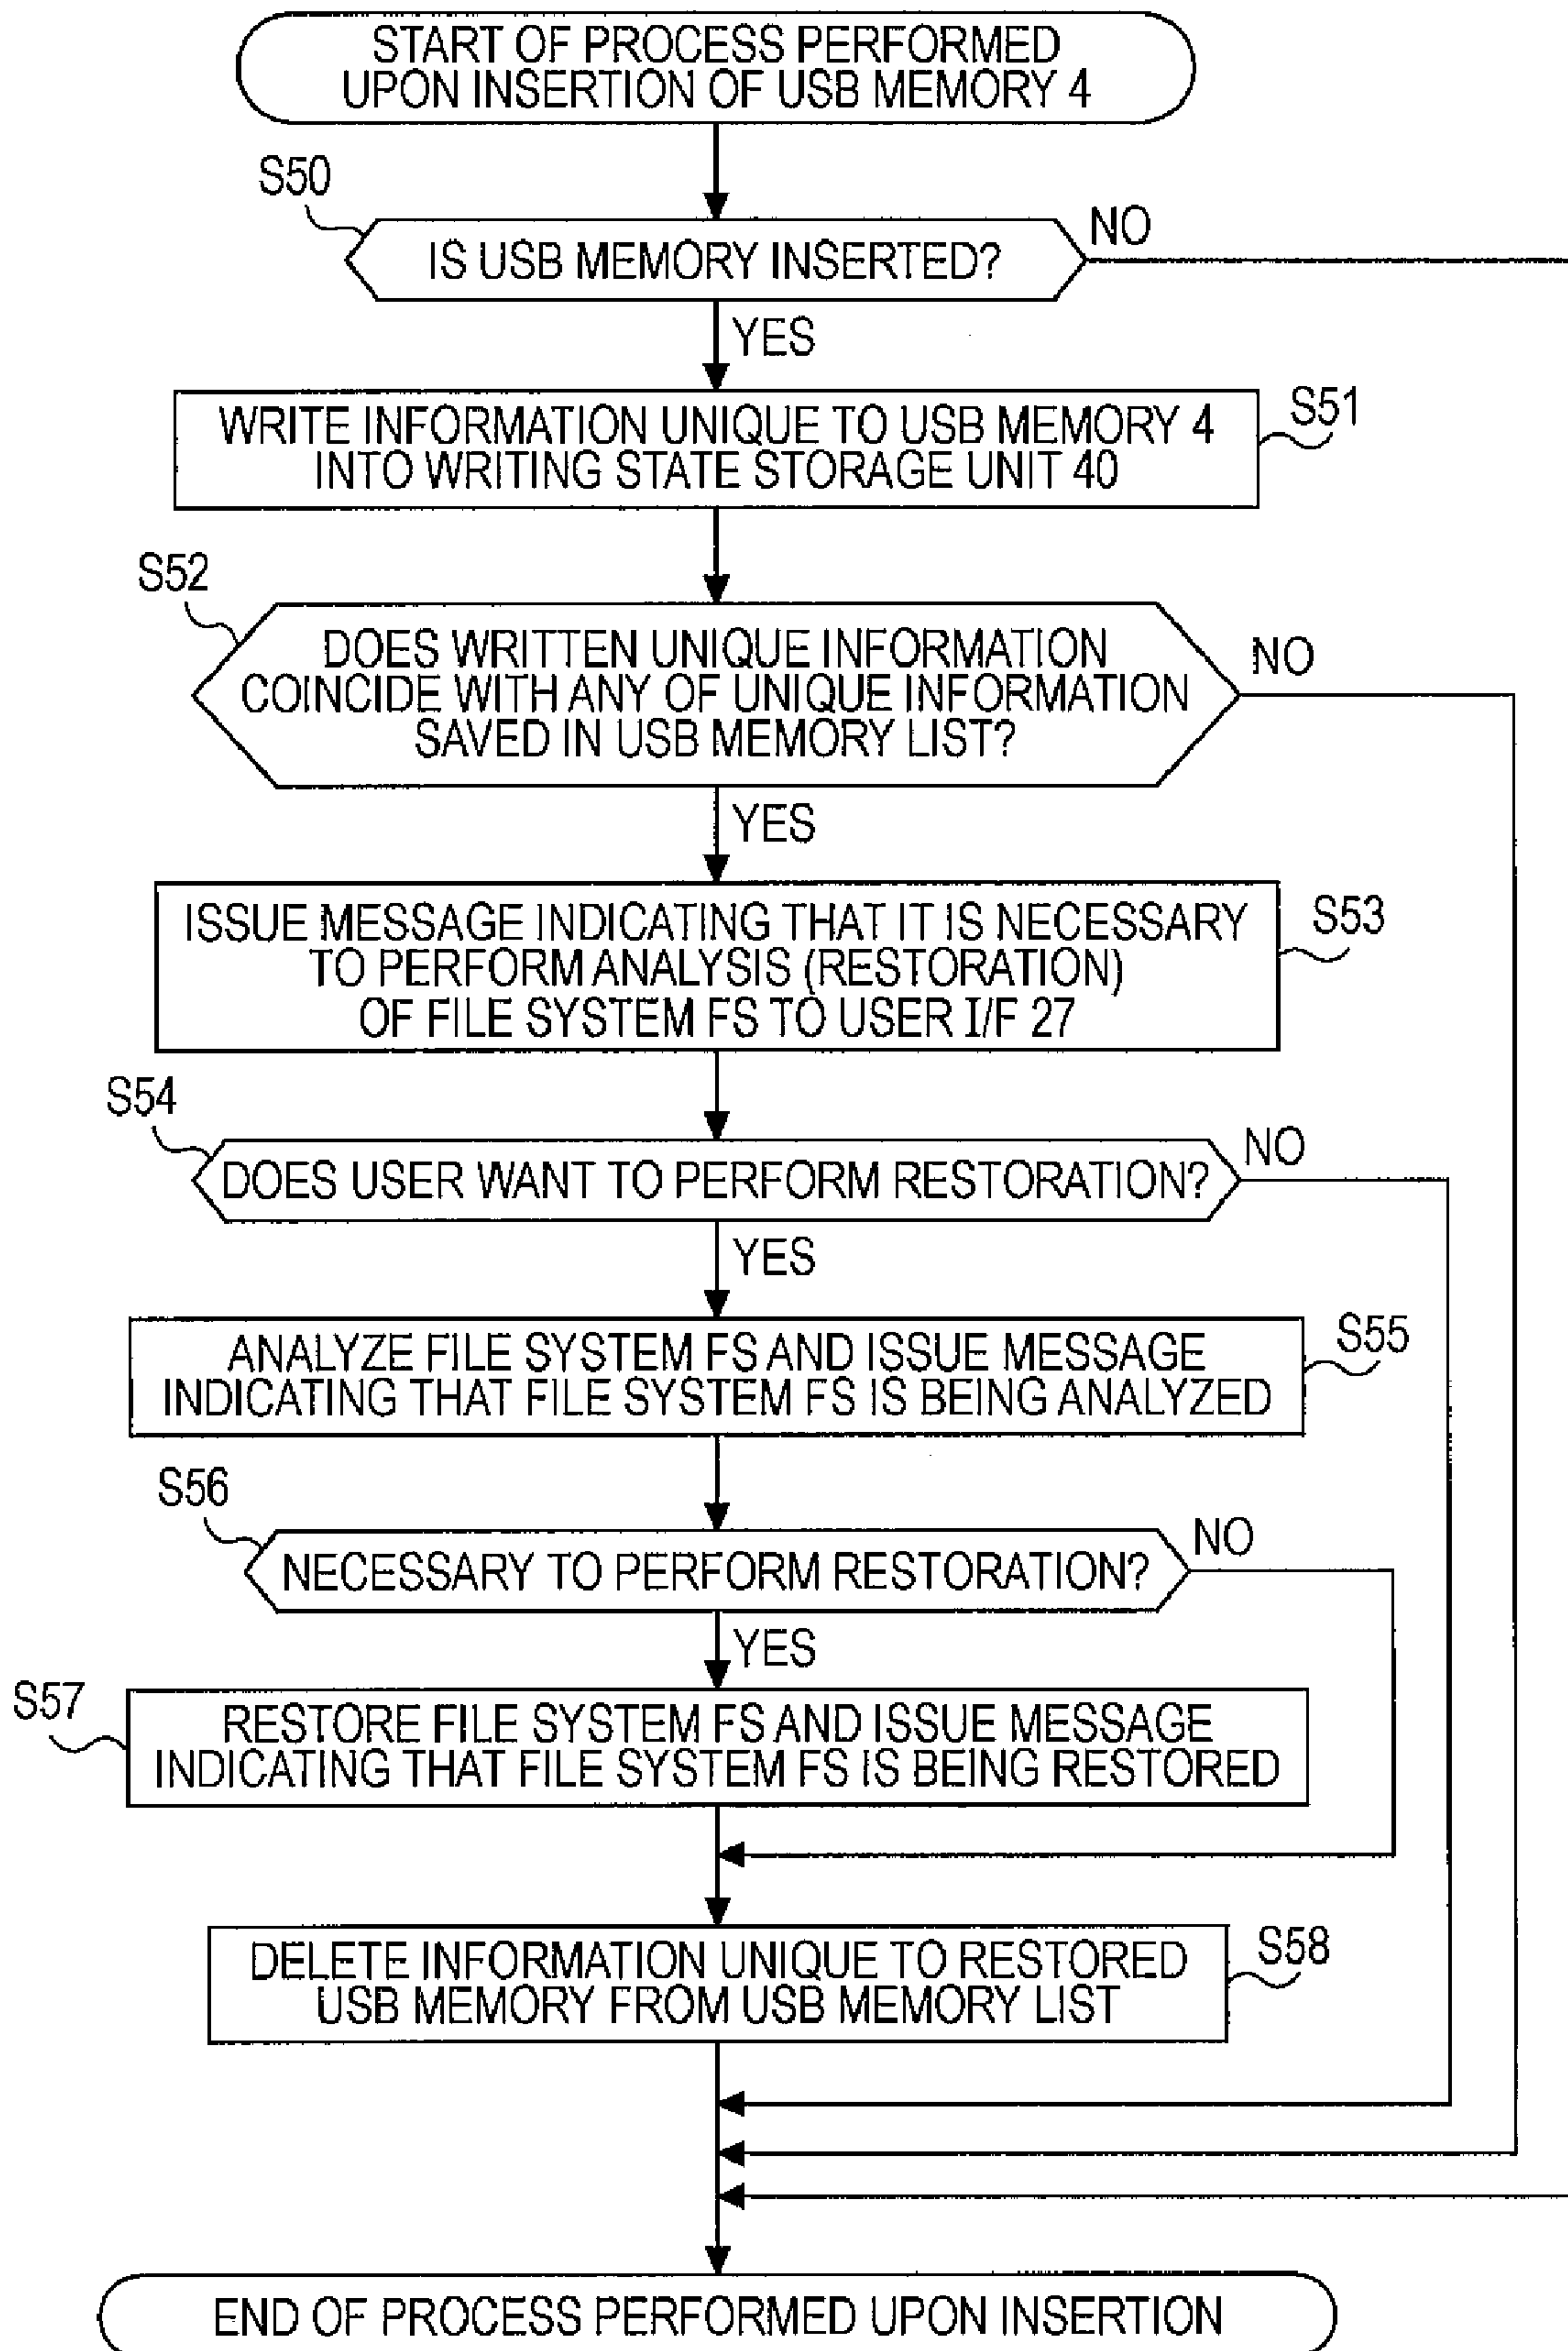 START OF PROCESS PERFORMED
UPON INSERTION OF USB MEMORY 4
S50
NO
IS USB MEMORY INSERTED?
YES
S51
WRITE INFORMATION UNIQUE TO USB MEMORY 4
INTO WRITING STATE STORAGE UNIT 40
S52
DOES WRITTEN UNIQUE INFORMATION
NO
COINCIDE WITH ANY OF UNIQUE INFORMATION
SAVED IN USB MEMORY LIST?
YES
ISSUE MESSAGE INDICATING THAT IT IS NECESSARY
S53
TO PERFORM ANALYSIS (RESTORATION)
OF FILE SYSTEM FS TO USER I/F 27
S54
NO
DOES USER WANT TO PERFORM RESTORATION?
YES
S55
ANALYZE FILE SYSTEM FS AND ISSUE MESSAGE
INDICATING THAT FILE SYSTEM FS IS BEING ANALYZED
S56
NO
NECESSARY TO PERFORM RESTORATION?
YES
S57
RESTORE FILE SYSTEM FS AND ISSUE MESSAGE
INDICATING THAT FILE SYSTEM FS IS BEING RESTORED
S58
DELETE INFORMATION UNIQUE TO RESTORED
USB MEMORY FROM USB MEMORY LIST
END OF PROCESS PERFORMED UPON INSERTION